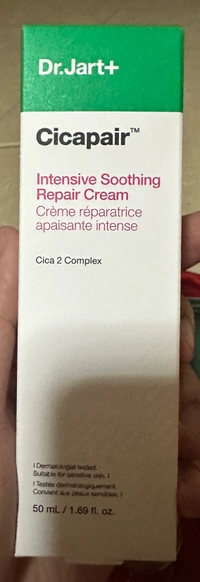 Dr.Jart+
Cicapair™
Intensive Soothing
Repair Cream
Crème réparatrice
apaisante intense
Cica 2 Complex
I Dermatologist tested.
Suitable for sensitive skin. I
I Testée dermatologiquement.
Convient aux peaux sensibles. I
50 mL / 1.69 fl. oz.